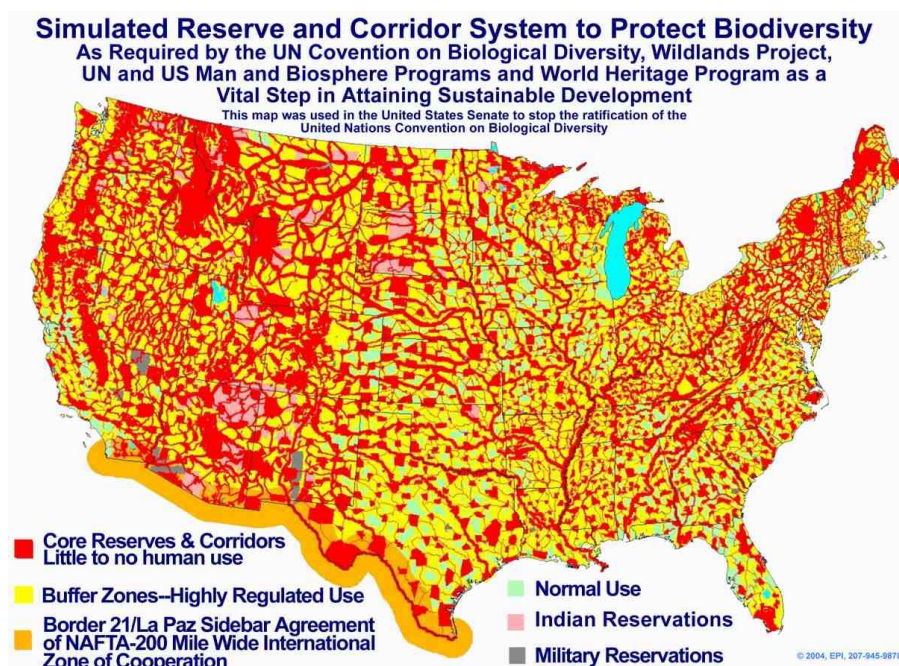 Simulated Reserve and Corridor System to Protect Biodiversity
As Required by the UN Covention on Biological Diversity, Wildlands Project,
UN and US Man and Biosphere Programs and World Heritage Program as a
Vital Step in Attaining Sustainable Development
This map was used in the United States Senate to stop the ratification of the
United Nations Convention on Biological Diversity
Core Reserves & Corridors
Little to no human use
Buffer Zones--Highly Regulated Use
Border 21/La Paz Sidebar Agreement
of NAFTA-200 Mile Wide International
Zone of Cooperation
Normal Use
Indian Reservations
Military Reservations
© 2004, EPI, 207-945-987